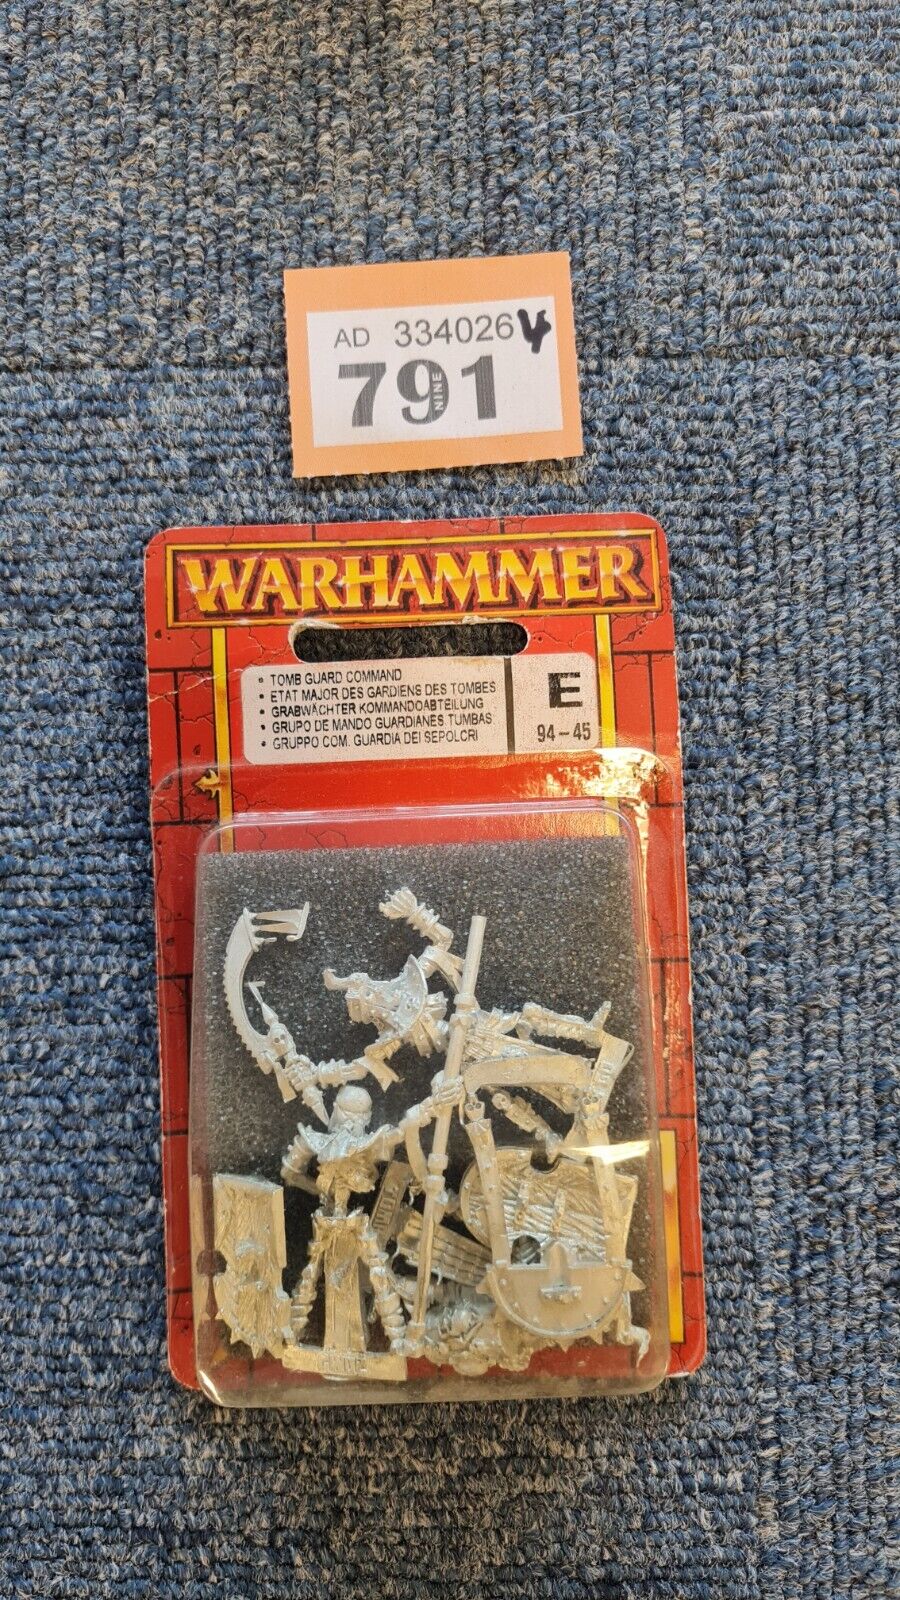 AD 334026 4
791
NINE
WARHAMMER
• TOMB GUARD COMMAND
• ETAT MAJOR DES GARDIENS DES TOMBES
• GRABWÄCHTER KOMMANDOABTEILUNG
• GRUPO DE MANDO GUARDIANES TUMBAS
• GRUPPO COM. GUARDIA DEI SEPOLCRI
E
94-45